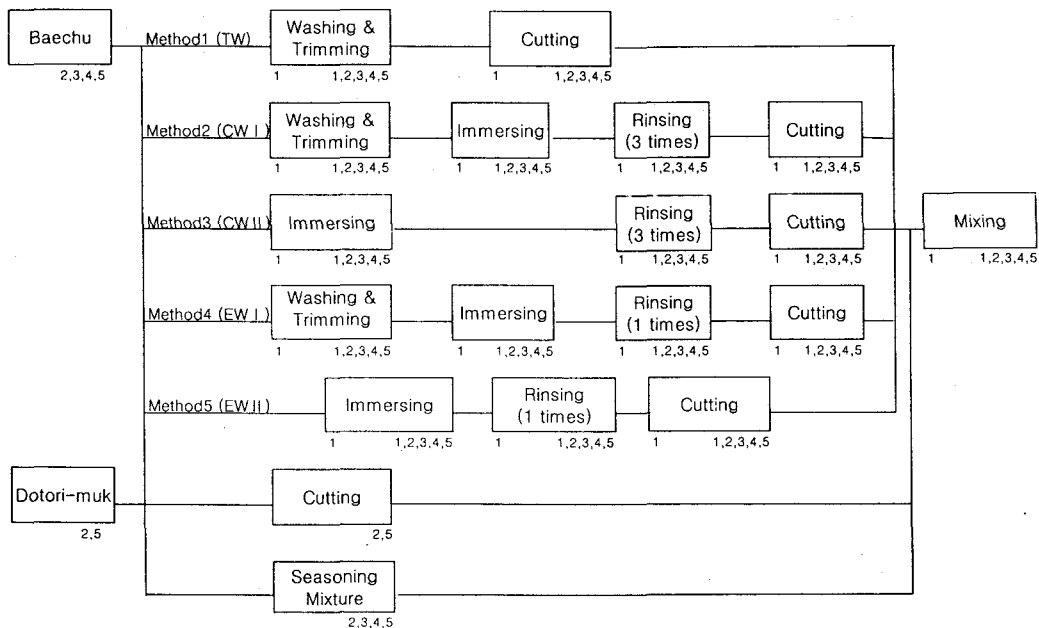 Baechu
2,3,4,5
Method1 (TW)
Washing &
Trimming
1 1,2,3,4,5
Cutting
1 1,2,3,4,5
Method2 (CW I)
Washing &
Trimming
1 1,2,3,4,5
Immersing
1 1,2,3,4,5
Rinsing
(3 times)
1 1,2,3,4,5
Cutting
1 1,2,3,4,5
Method3 (CW II)
Immersing
1 1,2,3,4,5
Rinsing
(3 times)
1 1,2,3,4,5
Cutting
1 1,2,3,4,5
Mixing
1 1,2,3,4,5
Method4 (EW I)
Washing &
Trimming
1 1,2,3,4,5
Immersing
1 1,2,3,4,5
Rinsing
(1 times)
1 1,2,3,4,5
Cutting
1 1,2,3,4,5
Method5 (EW II)
Immersing
1 1,2,3,4,5
Rinsing
(1 times)
1 1,2,3,4,5
Cutting
1 1,2,3,4,5
Dotori-muk
2,5
Cutting
2,5
Seasoning
Mixture
2,3,4,5